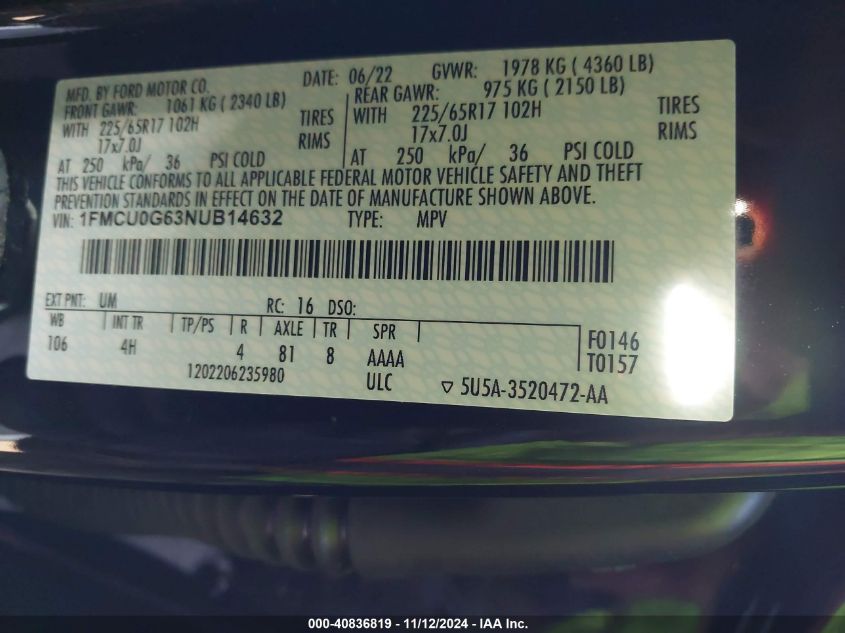 MFD. BY FORD MOTOR CO.
DATE: 06/22 GVWR: 1978 KG ( 4360 LB)
FRONT GAWR: 1061 KG ( 2340 LB)
WITH 225/65R17 102H TIRES
17x7.0J RIMS
AT 250 kPa/ 36 PSI COLD
REAR GAWR: 975 KG ( 2150 LB)
WITH 225/65R17 102H TIRES
17x7.0J RIMS
AT 250 kPa/ 36 PSI COLD
THIS VEHICLE CONFORMS TO ALL APPLICABLE FEDERAL MOTOR VEHICLE SAFETY AND THEFT
PREVENTION STANDARDS IN EFFECT ON THE DATE OF MANUFACTURE SHOWN ABOVE.
VIN: 1FMCU0G63NUB14632 TYPE: MPV
EXT PNT: UM RC: 16 DSO:
WB INT TR TP/PS R AXLE TR SPR
106 4H 4 81 8 AAAA
F0146
T0157
1202206235980 ULC ▽ 5U5A-3520472-AA
000-40836819 - 11/12/2024 - IAA Inc.